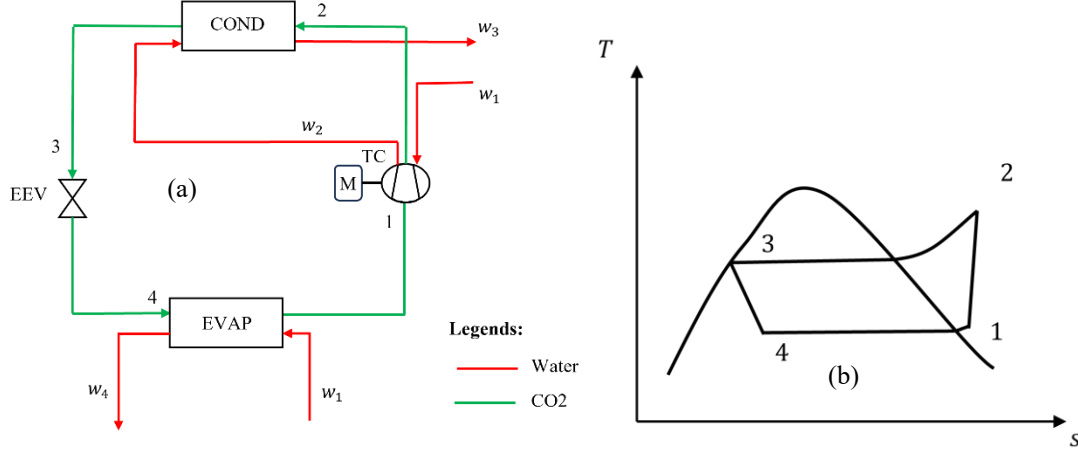 2
COND
w₃
w₁
w₂
3
TC
EEV
(a)
M
1
4
EVAP
w₄
w₁
Legends:
Water
CO2
T
2
3
1
4
(b)
s